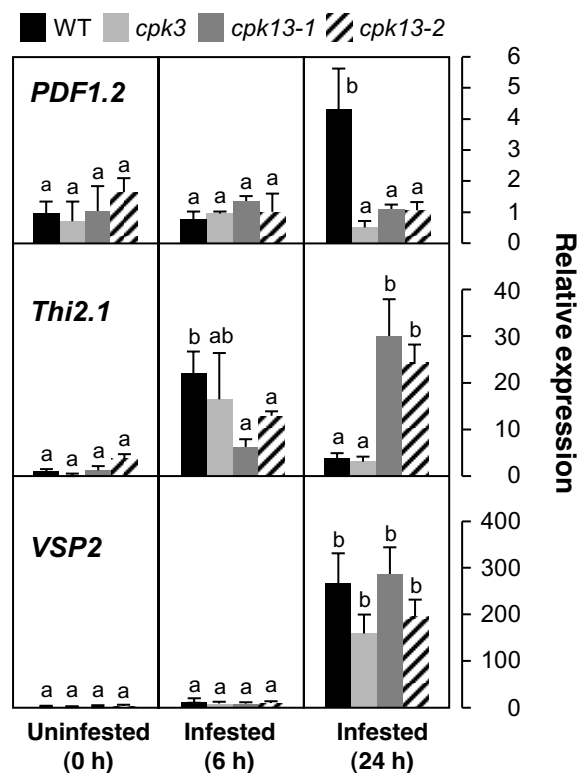 WT cpk3 cpk13-1 cpk13-2
PDF1.2
a a a a
a a a a
b a a a
6
5
4
3
2
1
0
Thi2.1
a a a a
b ab a a
a a b b
40
30
20
10
0
VSP2
a a a a
a a a a
b b b b
400
300
200
100
0
Relative expression
Uninfested Infested Infested
(0 h) (6 h) (24 h)